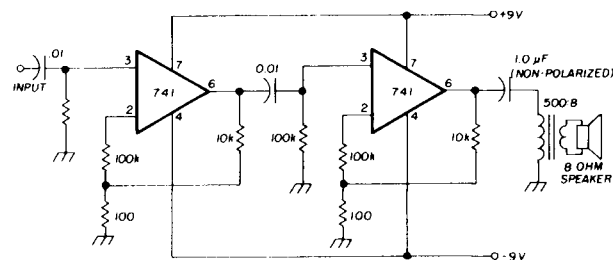 +9V
.01
INPUT
3
2
7
6
4
741
0.01
10k
100k
100k
100
3
2
7
6
4
741
10k
100k
100
1.0 µF
(NON-POLARIZED)
500:8
8 OHM
SPEAKER
-9V